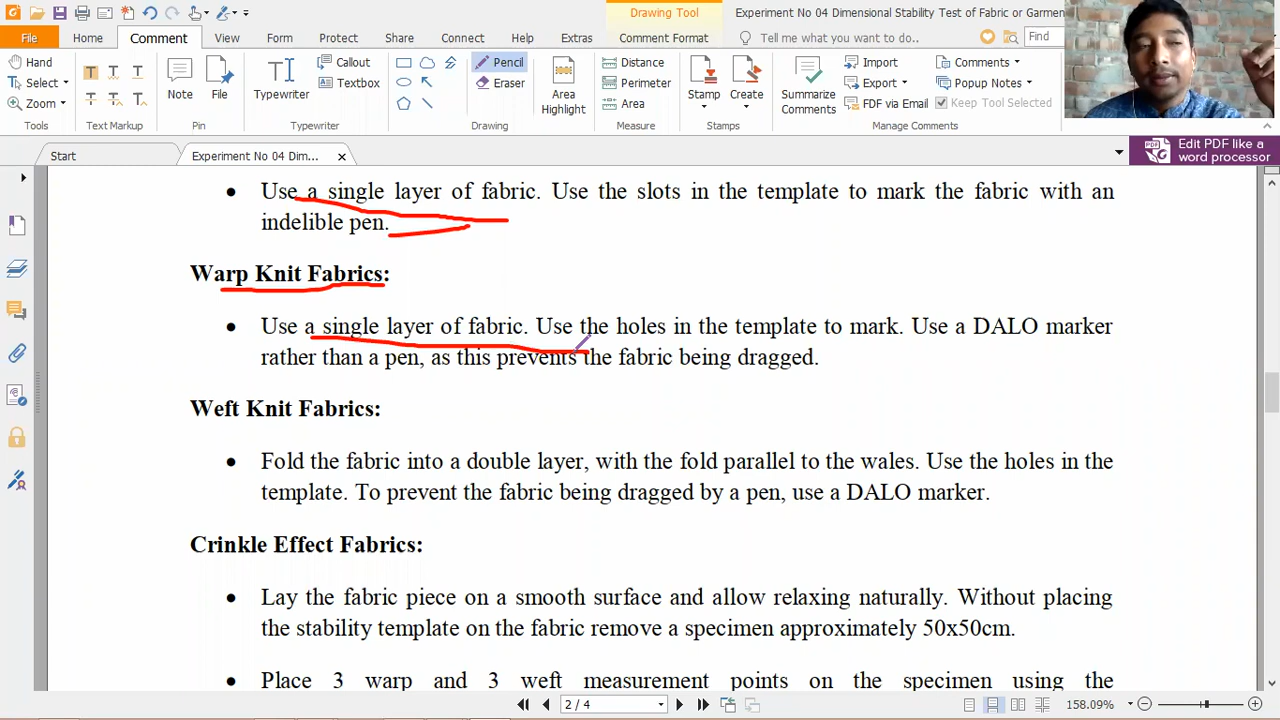 Drawing Tool
Experiment No 04 Dimensional Stability Test of Fabric or Garmen
File Home Comment View Form Protect Share Connect Help Extras Comment Format Tell me what you want to do... Find
Hand
Select
Zoom
Tools
Text Markup
Note
File
Pin
Typewriter
Callout
Textbox
Typewriter
Pencil
Eraser
Drawing
Area
Highlight
Distance
Perimeter
Area
Measure
Stamp
Create
Stamps
Summarize
Comments
Import
Export
FDF via Email
Comments
Popup Notes
Keep Tool Selected
Manage Comments
Start
Experiment No 04 Dim...
Edit PDF like a
word processor
• Use a single layer of fabric. Use the slots in the template to mark the fabric with an
indelible pen.
Warp Knit Fabrics:
• Use a single layer of fabric. Use the holes in the template to mark. Use a DALO marker
rather than a pen, as this prevents the fabric being dragged.
Weft Knit Fabrics:
• Fold the fabric into a double layer, with the fold parallel to the wales. Use the holes in the
template. To prevent the fabric being dragged by a pen, use a DALO marker.
Crinkle Effect Fabrics:
• Lay the fabric piece on a smooth surface and allow relaxing naturally. Without placing
the stability template on the fabric remove a specimen approximately 50x50cm.
• Place 3 warp and 3 weft measurement points on the specimen using the
2 / 4
158.09%